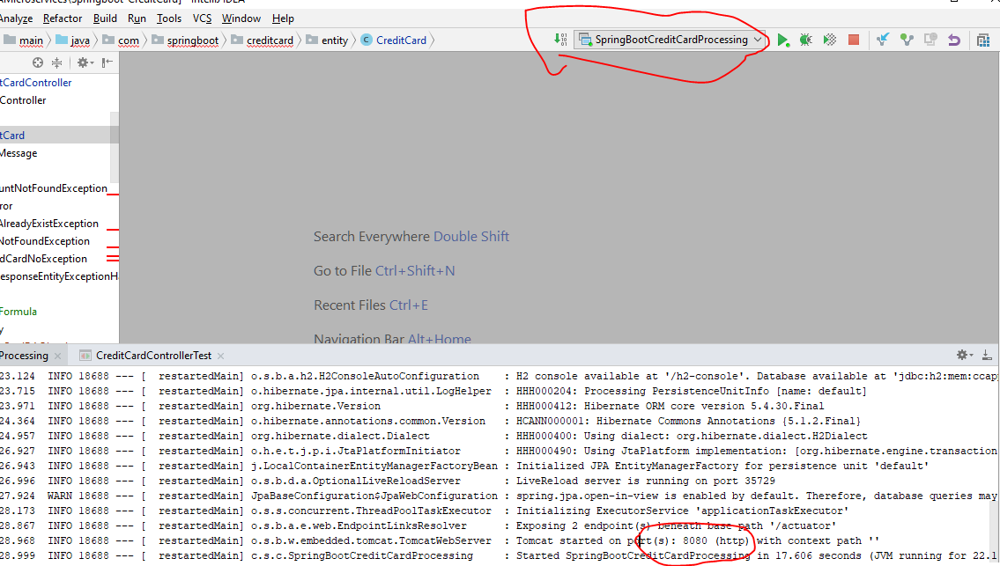 AMicroservices(Springboot-CreditCard) - IntelliJ IDEA
Analyze Refactor Build Run Tools VCS Window Help
main java com springboot creditcard entity CreditCard SpringBootCreditCardProcessing
tCardController
Controller
tCard
Message
untNotFoundException
ror
AlreadyExistException
NotFoundException
dCardNoException
esponseEntityExceptionH
Formula
y
Search Everywhere Double Shift
Go to File Ctrl+Shift+N
Recent Files Ctrl+E
Navigation Bar Alt+Home
Processing CreditCardControllerTest
23.124 INFO 18688 --- [ restartedMain] o.s.b.a.h2.H2ConsoleAutoConfiguration : H2 console available at '/h2-console'. Database available at 'jdbc:h2:mem:ccapp
23.715 INFO 18688 --- [ restartedMain] o.hibernate.jpa.internal.util.LogHelper : HHH000204: Processing PersistenceUnitInfo [name: default]
23.971 INFO 18688 --- [ restartedMain] org.hibernate.Version : HHH000412: Hibernate ORM core version 5.4.30.Final
24.364 INFO 18688 --- [ restartedMain] o.hibernate.annotations.common.Version : HCANN000001: Hibernate Commons Annotations {5.1.2.Final}
24.957 INFO 18688 --- [ restartedMain] org.hibernate.dialect.Dialect : HHH000400: Using dialect: org.hibernate.dialect.H2Dialect
26.927 INFO 18688 --- [ restartedMain] o.h.e.t.j.p.i.JtaPlatformInitiator : HHH000490: Using JtaPlatform implementation: [org.hibernate.engine.transaction
26.943 INFO 18688 --- [ restartedMain] j.LocalContainerEntityManagerFactoryBean : Initialized JPA EntityManagerFactory for persistence unit 'default'
26.996 INFO 18688 --- [ restartedMain] o.s.b.d.a.OptionalLiveReloadServer : LiveReload server is running on port 35729
27.924 WARN 18688 --- [ restartedMain] JpaBaseConfiguration$JpaWebConfiguration : spring.jpa.open-in-view is enabled by default. Therefore, database queries may
28.173 INFO 18688 --- [ restartedMain] o.s.s.concurrent.ThreadPoolTaskExecutor : Initializing ExecutorService 'applicationTaskExecutor'
28.867 INFO 18688 --- [ restartedMain] o.s.b.a.e.web.EndpointLinksResolver : Exposing 2 endpoint(s) beneath base path '/actuator'
28.968 INFO 18688 --- [ restartedMain] o.s.b.w.embedded.tomcat.TomcatWebServer : Tomcat started on port(s): 8080 (http) with context path ''
28.999 INFO 18688 --- [ restartedMain] c.s.c.SpringBootCreditCardProcessing : Started SpringBootCreditCardProcessing in 17.606 seconds (JVM running for 22.1